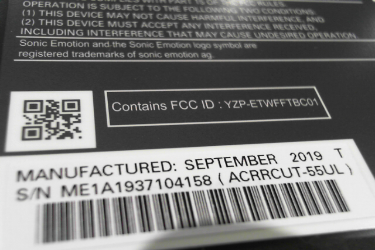 OPERATION IS SUBJECT TO THE FOLLOWING TWO CONDITIONS.
(1) THIS DEVICE MAY NOT CAUSE HARMFUL INTERFERENCE, AND
(2) THIS DEVICE MUST ACCEPT ANY INTERFERENCE RECEIVED,
INCLUDING INTERFERENCE THAT MAY CAUSE UNDESIRED OPERATION.
Sonic Emotion and the Sonic Emotion logo symbol are
registered trademarks of sonic emotion ag.
Contains FCC ID : YZP-ETWFFTBC01
MANUFACTURED: SEPTEMBER 2019 T
S/N ME1A1937104158 ( ACRRCUT-55UL )